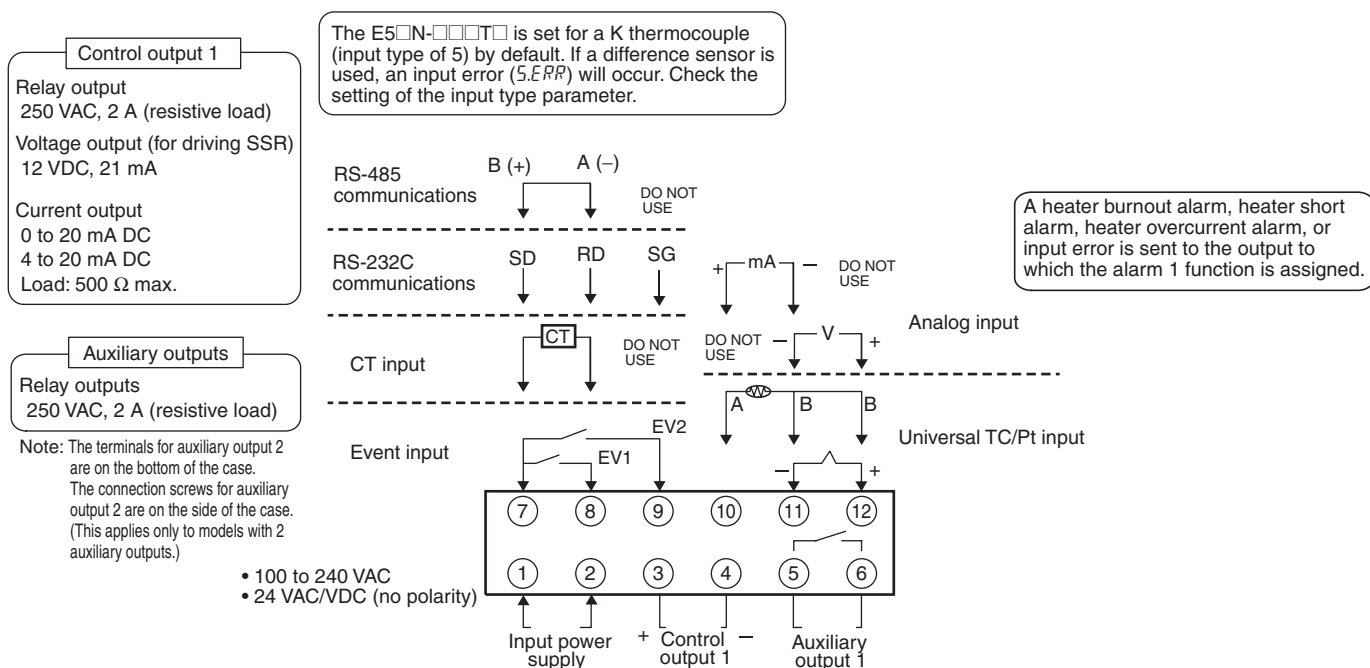 Control output 1
Relay output
250 VAC, 2 A (resistive load)
Voltage output (for driving SSR)
12 VDC, 21 mA
Current output
0 to 20 mA DC
4 to 20 mA DC
Load: 500 Ω max.
Auxiliary outputs
Relay outputs
250 VAC, 2 A (resistive load)
Note: The terminals for auxiliary output 2
are on the bottom of the case.
The connection screws for auxiliary
output 2 are on the side of the case.
(This applies only to models with 2
auxiliary outputs.)
The E5□N-□□□T□ is set for a K thermocouple
(input type of 5) by default. If a difference sensor is
used, an input error (S.ERR) will occur. Check the
setting of the input type parameter.
A heater burnout alarm, heater short
alarm, heater overcurrent alarm, or
input error is sent to the output to
which the alarm 1 function is assigned.
RS-485
communications
B (+) A (−)
DO NOT
USE
RS-232C
communications
SD RD SG
+ mA −
DO NOT
USE
CT input
CT
DO NOT
USE
DO NOT
USE
− V +
Analog input
A B B
Universal TC/Pt input
− +
Event input
EV2
EV1
7 8 9 10 11 12
1 2 3 4 5 6
• 100 to 240 VAC
• 24 VAC/VDC (no polarity)
Input power
supply
+ Control −
output 1
Auxiliary
output 1